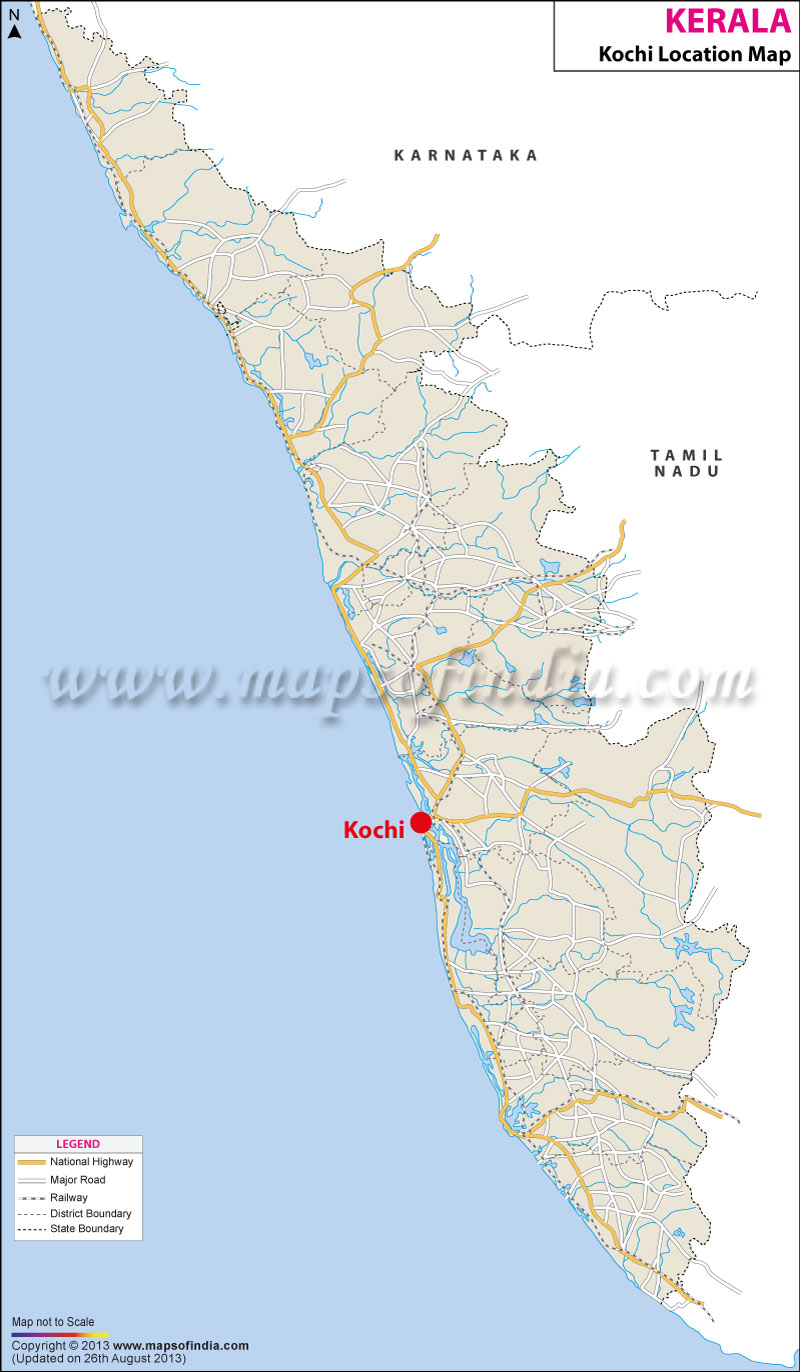 N
KERALA
Kochi Location Map
KARNATAKA
TAMIL
NADU
www.mapsofindia.com
Kochi
LEGEND
National Highway
Major Road
Railway
District Boundary
State Boundary
Map not to Scale
Copyright © 2013 www.mapsofindia.com
(Updated on 26th August 2013)